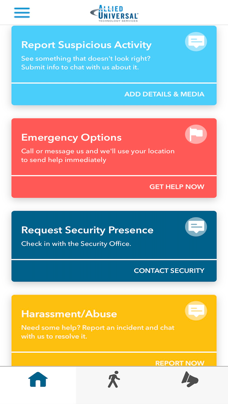 ALLIED
UNIVERSAL
TECHNOLOGY SERVICES
Report Suspicious Activity
See something that doesn't look right?
Submit info to chat with us about it.
ADD DETAILS & MEDIA
Emergency Options
Call or message us and we'll use your location
to send help immediately
GET HELP NOW
Request Security Presence
Check in with the Security Office.
CONTACT SECURITY
Harassment/Abuse
Need some help? Report an incident and chat
with us to resolve it.
REPORT NOW